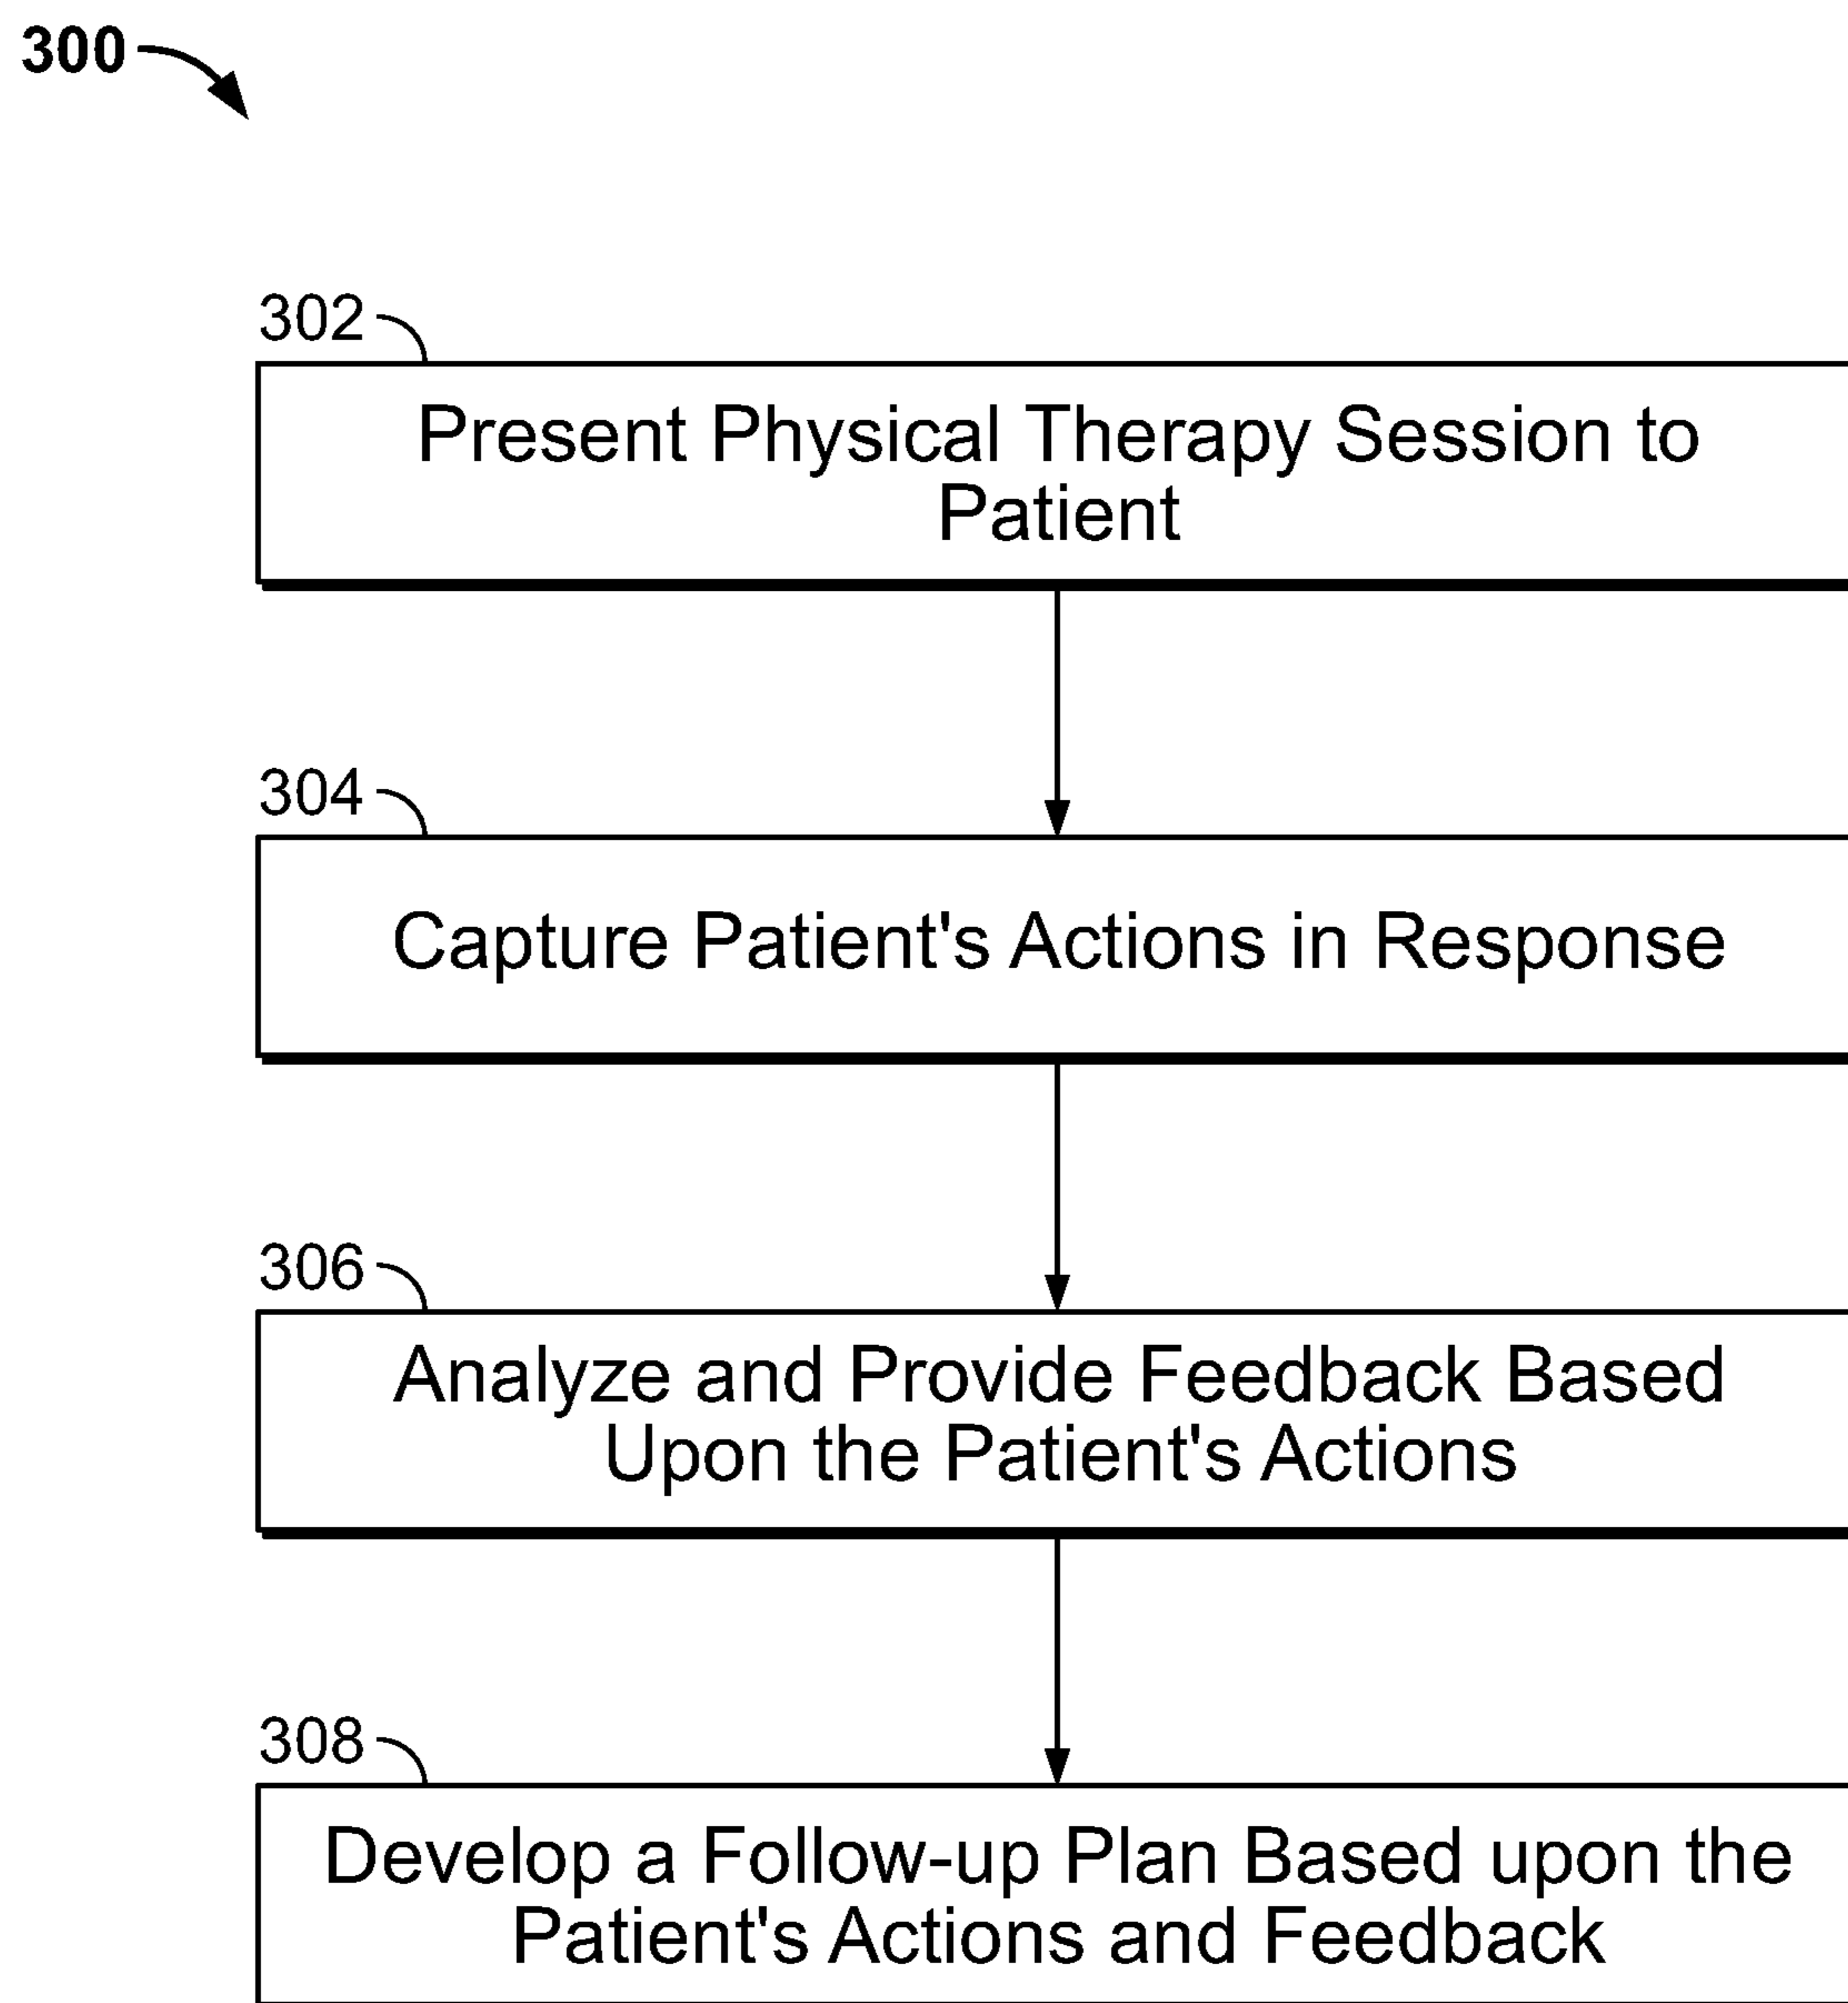 300
302
Present Physical Therapy Session to
Patient
304
Capture Patient's Actions in Response
306
Analyze and Provide Feedback Based
Upon the Patient's Actions
308
Develop a Follow-up Plan Based upon the
Patient's Actions and Feedback